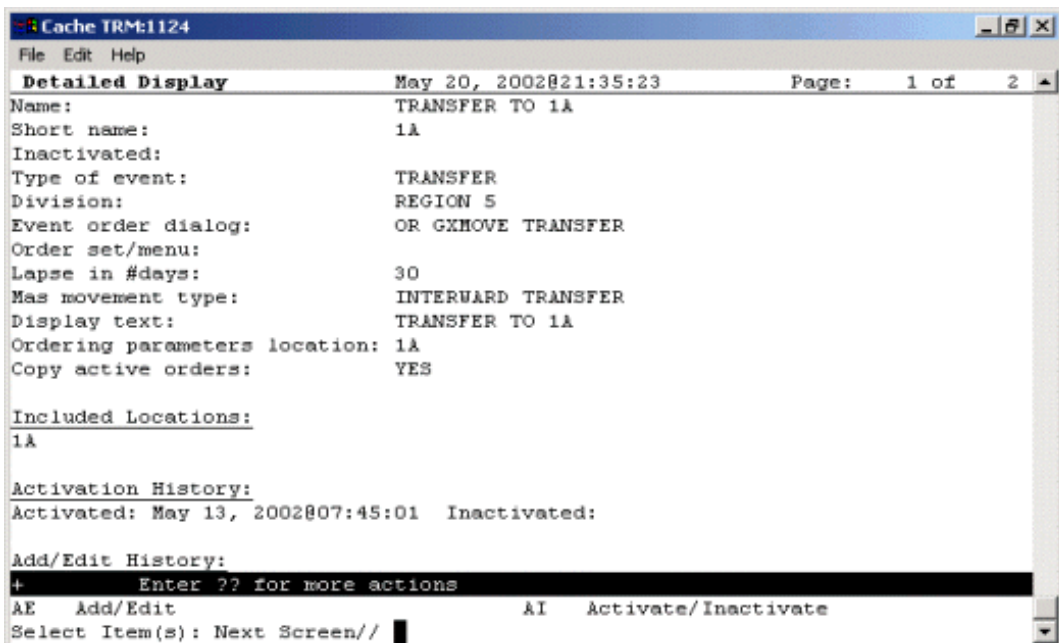 Cache TRM:1124
File Edit Help
Detailed Display May 20, 2002@21:35:23 Page: 1 of 2
Name: TRANSFER TO 1A
Short name: 1A
Inactivated:
Type of event: TRANSFER
Division: REGION 5
Event order dialog: OR GXMOVE TRANSFER
Order set/menu:
Lapse in #days: 30
Mas movement type: INTERWARD TRANSFER
Display text: TRANSFER TO 1A
Ordering parameters location: 1A
Copy active orders: YES
Included Locations:
1A
Activation History:
Activated: May 13, 2002@07:45:01 Inactivated:
Add/Edit History:
+ Enter ?? for more actions
AE Add/Edit AI Activate/Inactivate
Select Item(s): Next Screen//